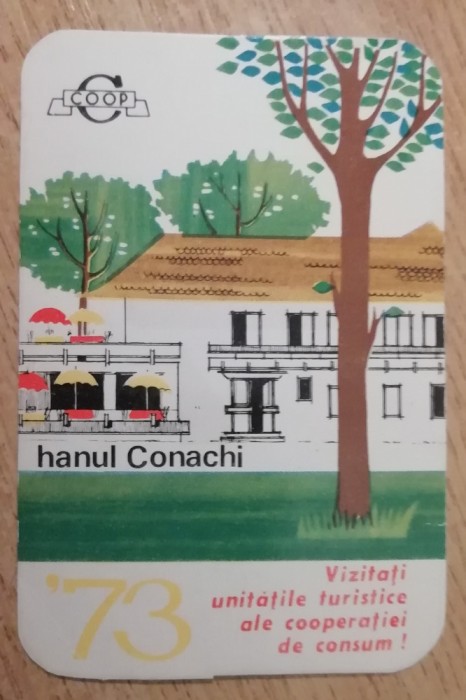 COOP
hanul Conachi
'73
Vizitați
unitățile turistice
ale cooperației
de consum !